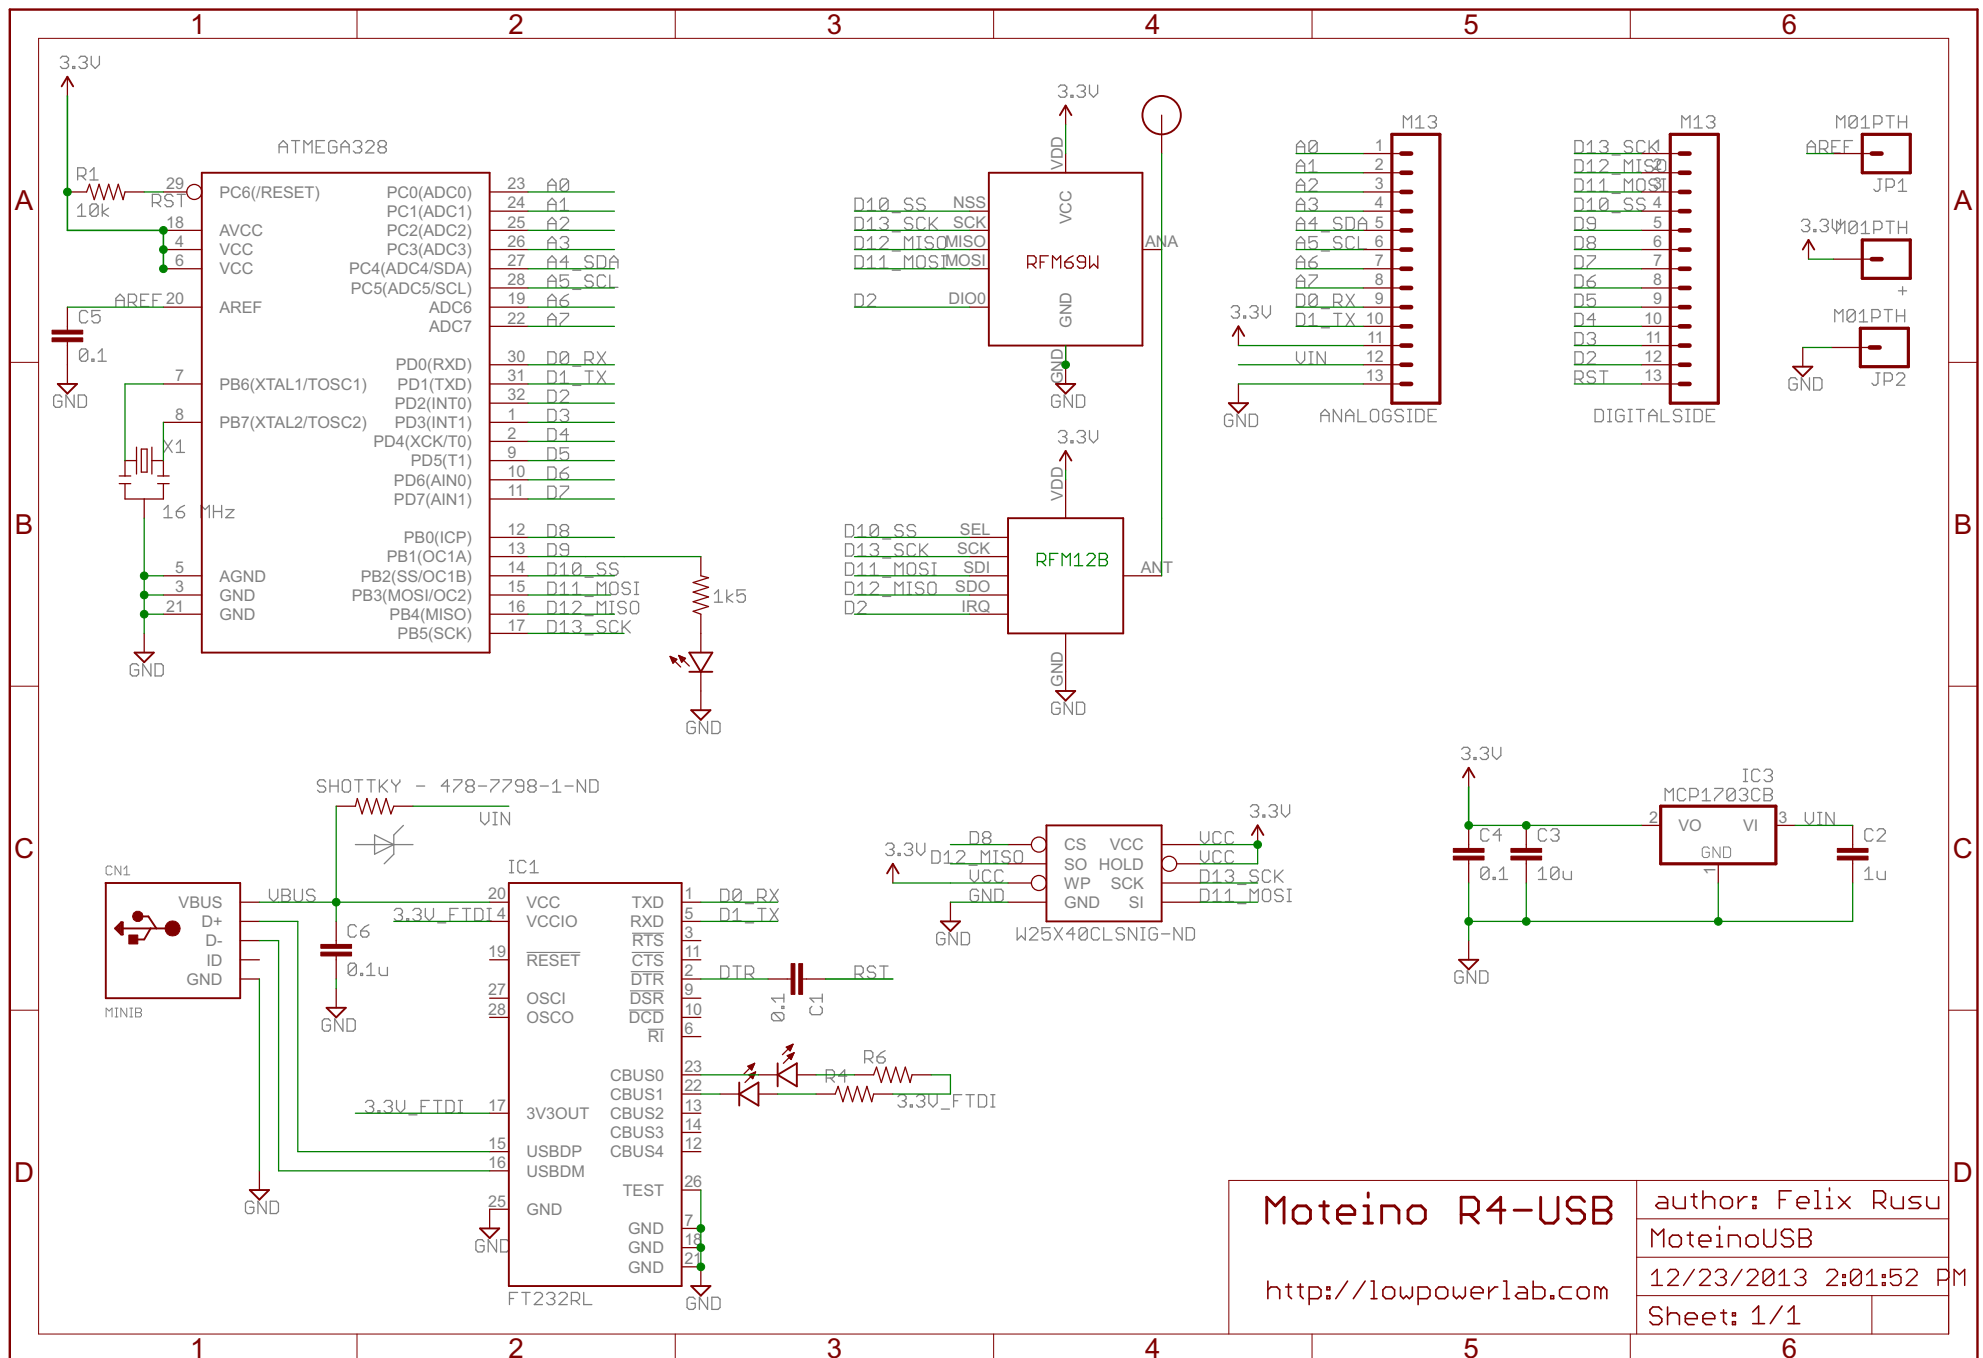 1 2 3 4 5 6
A
B
C
D
A
B
C
D
1 2 3 4 5 6
3.3V
R1
10k
RST
ATMEGA328
29 PC6(/RESET)
18 AVCC
4 VCC
6 VCC
AREF 20 AREF
C5
0.1
GND
7 PB6(XTAL1/TOSC1)
8 PB7(XTAL2/TOSC2)
X1
16 MHz
5 AGND
3 GND
21 GND
GND
PC0(ADC0) 23 A0
PC1(ADC1) 24 A1
PC2(ADC2) 25 A2
PC3(ADC3) 26 A3
PC4(ADC4/SDA) 27 A4_SDA
PC5(ADC5/SCL) 28 A5_SCL
ADC6 19 A6
ADC7 22 A7
PD0(RXD) 30 D0_RX
PD1(TXD) 31 D1_TX
PD2(INT0) 32 D2
PD3(INT1) 1 D3
PD4(XCK/T0) 2 D4
PD5(T1) 9 D5
PD6(AIN0) 10 D6
PD7(AIN1) 11 D7
PB0(ICP) 12 D8
PB1(OC1A) 13 D9
PB2(SS/OC1B) 14 D10_SS
PB3(MOSI/OC2) 15 D11_MOSI
PB4(MISO) 16 D12_MISO
PB5(SCK) 17 D13_SCK
1k5
GND
3.3V
VDD
VCC
D10_SS NSS
D13_SCK SCK
D12_MISO MISO
D11_MOSI MOSI
D2 DIO0
RFM69W
ANA
GND
GND
GND
3.3V
VDD
D10_SS SEL
D13_SCK SCK
D11_MOSI SDI
D12_MISO SDO
D2 IRQ
RFM12B
ANT
GND
GND
M13
A0 1
A1 2
A2 3
A3 4
A4_SDA 5
A5_SCL 6
A6 7
A7 8
D0_RX 9
D1_TX 10
3.3V 11
VIN 12
13
GND
ANALOGSIDE
M13
D13_SCK 1
D12_MISO 2
D11_MOSI 3
D10_SS 4
D9 5
D8 6
D7 7
D6 8
D5 9
D4 10
D3 11
D2 12
RST 13
DIGITALSIDE
M01PTH
AREF
JP1
3.3V M01PTH
+
M01PTH
GND
JP2
SHOTTKY - 478-7798-1-ND
VIN
CN1
VBUS
D+
D-
ID
GND
MINIB
VBUS
C6
0.1u
GND
GND
IC1
20 VCC
3.3V_FTDI 4 VCCIO
19 RESET
27 OSCI
28 OSCO
3.3V_FTDI 17 3V3OUT
15 USBDP
16 USBDM
25 GND
GND
TXD 1 D0_RX
RXD 5 D1_TX
RTS 3
CTS 11
DTR 2 DTR
DSR 9
DCD 10
RI 6
0.1
C1
RST
CBUS0 23
CBUS1 22
CBUS2 13
CBUS3 14
CBUS4 12
R6
R4
3.3V_FTDI
TEST 26
GND 7
GND 18
GND 21
GND
FT232RL
D8 CS
D12_MISO SO
3.3V VCC WP
GND GND
GND
VCC VCC
HOLD VCC
SCK D13_SCK
SI D11_MOSI
3.3V
W25X40CLSNIG-ND
3.3V
C4
0.1
C3
10u
IC3
MCP1703CB
2 VO
VI 3 VIN
GND
1
C2
1u
GND
Moteino R4-USB
http://lowpowerlab.com
author: Felix Rusu
MoteinoUSB
12/23/2013 2:01:52 PM
Sheet: 1/1